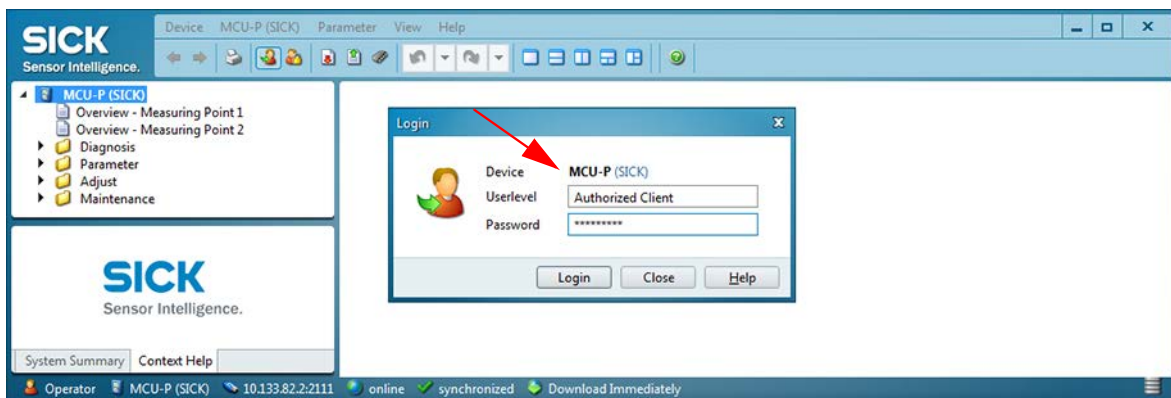 SICK
Sensor Intelligence.
Device MCU-P (SICK) Parameter View Help
MCU-P (SICK)
Overview - Measuring Point 1
Overview - Measuring Point 2
Diagnosis
Parameter
Adjust
Maintenance
SICK
Sensor Intelligence.
System Summary Context Help
Login
Device MCU-P (SICK)
Userlevel Authorized Client
Password *********
Login Close Help
Operator MCU-P (SICK) 10.133.82.2:2111 online synchronized Download Immediately